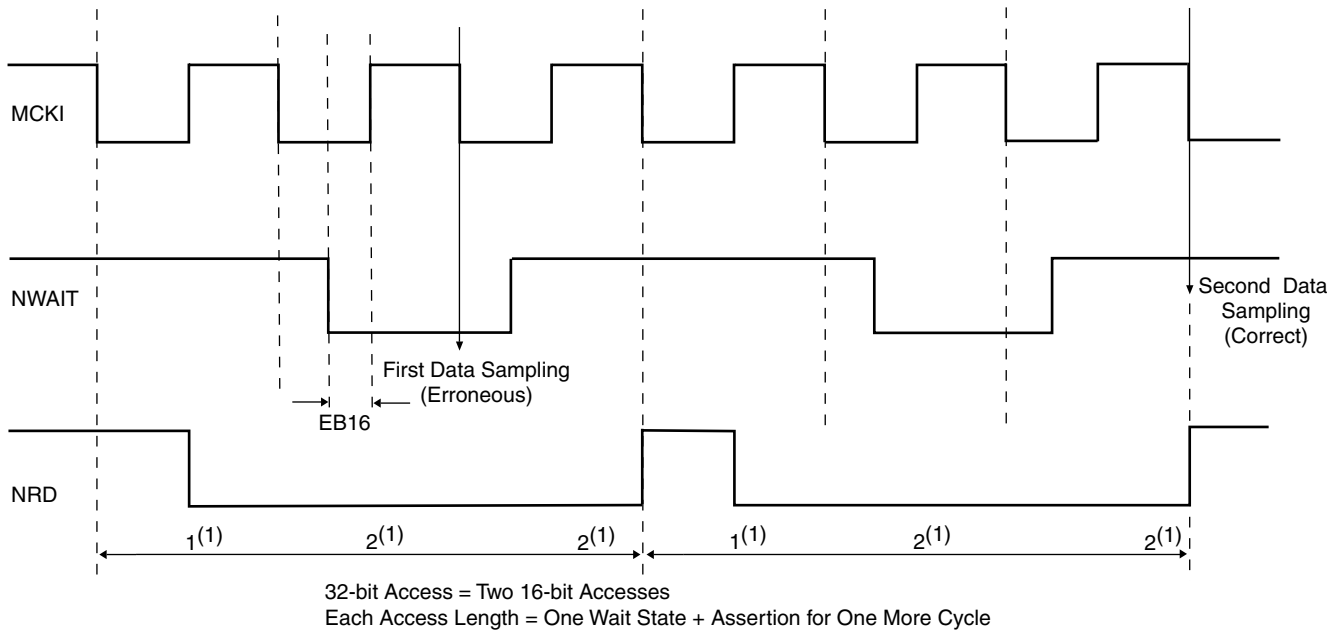 MCKI
NWAIT
Second Data
Sampling
(Correct)
First Data Sampling
(Erroneous)
EB16
NRD
1(1) 2(1) 2(1) 1(1) 2(1) 2(1)
32-bit Access = Two 16-bit Accesses
Each Access Length = One Wait State + Assertion for One More Cycle